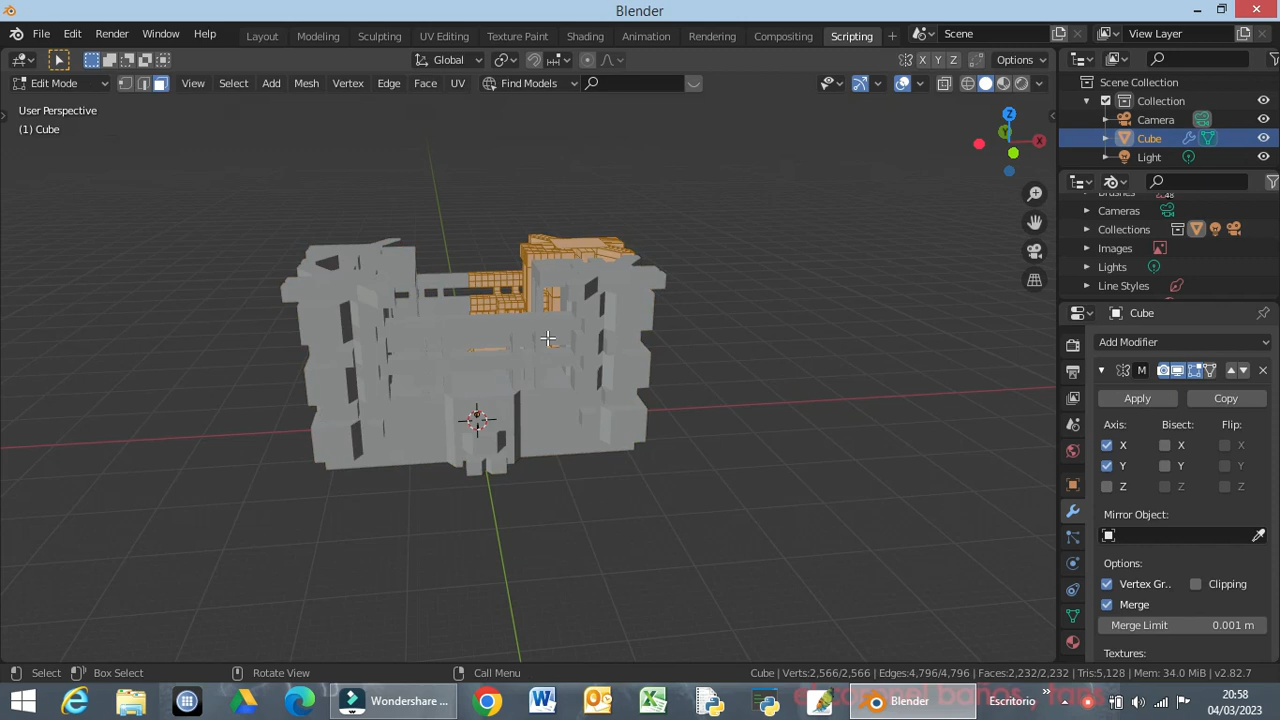 Blender
File Edit Render Window Help Layout Modeling Sculpting UV Editing Texture Paint Shading Animation Rendering Compositing Scripting + Scene View Layer
Global X Y Z Options
Edit Mode View Select Add Mesh Vertex Edge Face UV Find Models
User Perspective
(1) Cube
Z
Y
X
Scene Collection
Collection
Camera
Cube
Light
Cameras
Collections
Images
Lights
Line Styles
Cube
Add Modifier
M
Apply Copy
Axis: Bisect: Flip:
X X X
Y Y Y
Z Z Z
Mirror Object:
Options:
Vertex Gr.. Clipping
Merge
Merge Limit 0.001 m
Textures:
Select Box Select Rotate View Call Menu Cube | Verts:2,566/2,566 | Edges:4,796/4,796 | Faces:2,232/2,232 | Tris:5,128 | Mem: 34.0 MiB | v2.82.7
Wondershare ... Blender Escritorio 20:58
04/03/2023